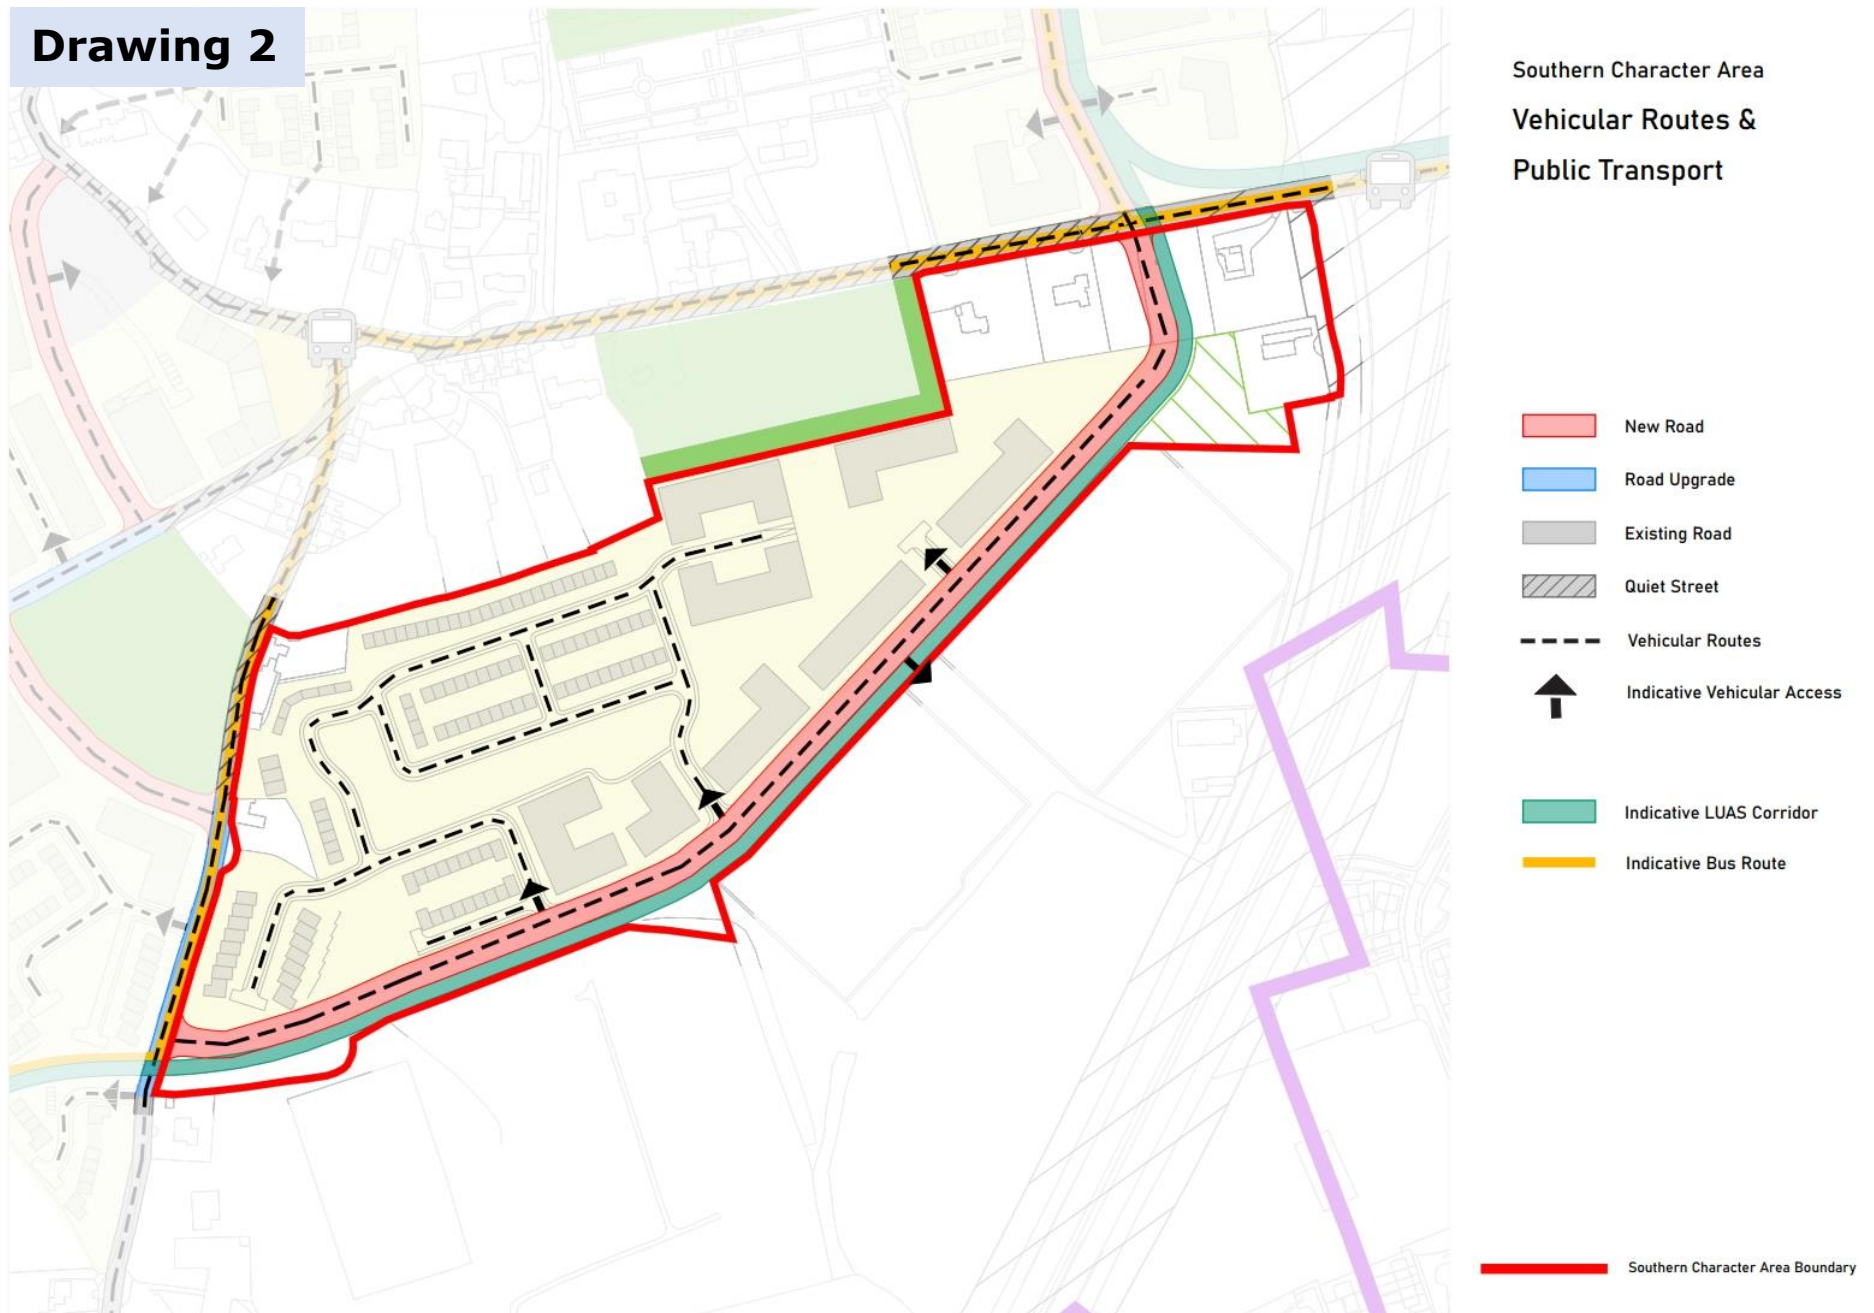 Drawing 2
Southern Character Area
Vehicular Routes &
Public Transport
New Road
Road Upgrade
Existing Road
Quiet Street
Vehicular Routes
Indicative Vehicular Access
Indicative LUAS Corridor
Indicative Bus Route
Southern Character Area Boundary